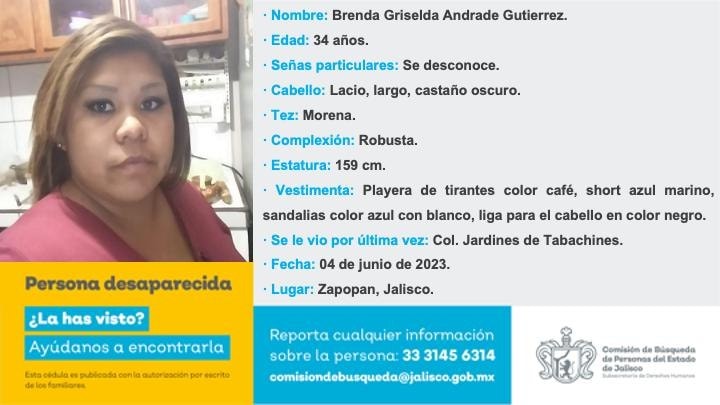 · Nombre: Brenda Griselda Andrade Gutierrez.
· Edad: 34 años.
· Señas particulares: Se desconoce.
· Cabello: Lacio, largo, castaño oscuro.
· Tez: Morena.
· Complexión: Robusta.
· Estatura: 159 cm.
· Vestimenta: Playera de tirantes color café, short azul marino,
sandalias color azul con blanco, liga para el cabello en color negro.
· Se le vio por última vez: Col. Jardines de Tabachines.
· Fecha: 04 de junio de 2023.
· Lugar: Zapopan, Jalisco.
Persona desaparecida
¿La has visto?
Ayúdanos a encontrarla
Esta cédula es publicada con la autorización por escrito
de los familiares.
Reporta cualquier información
sobre la persona: 33 3145 6314
comisiondebusqueda@jalisco.gob.mx
Comisión de Búsqueda
de Personas del Estado
de Jalisco
Subsecretaría de Derechos Humanos